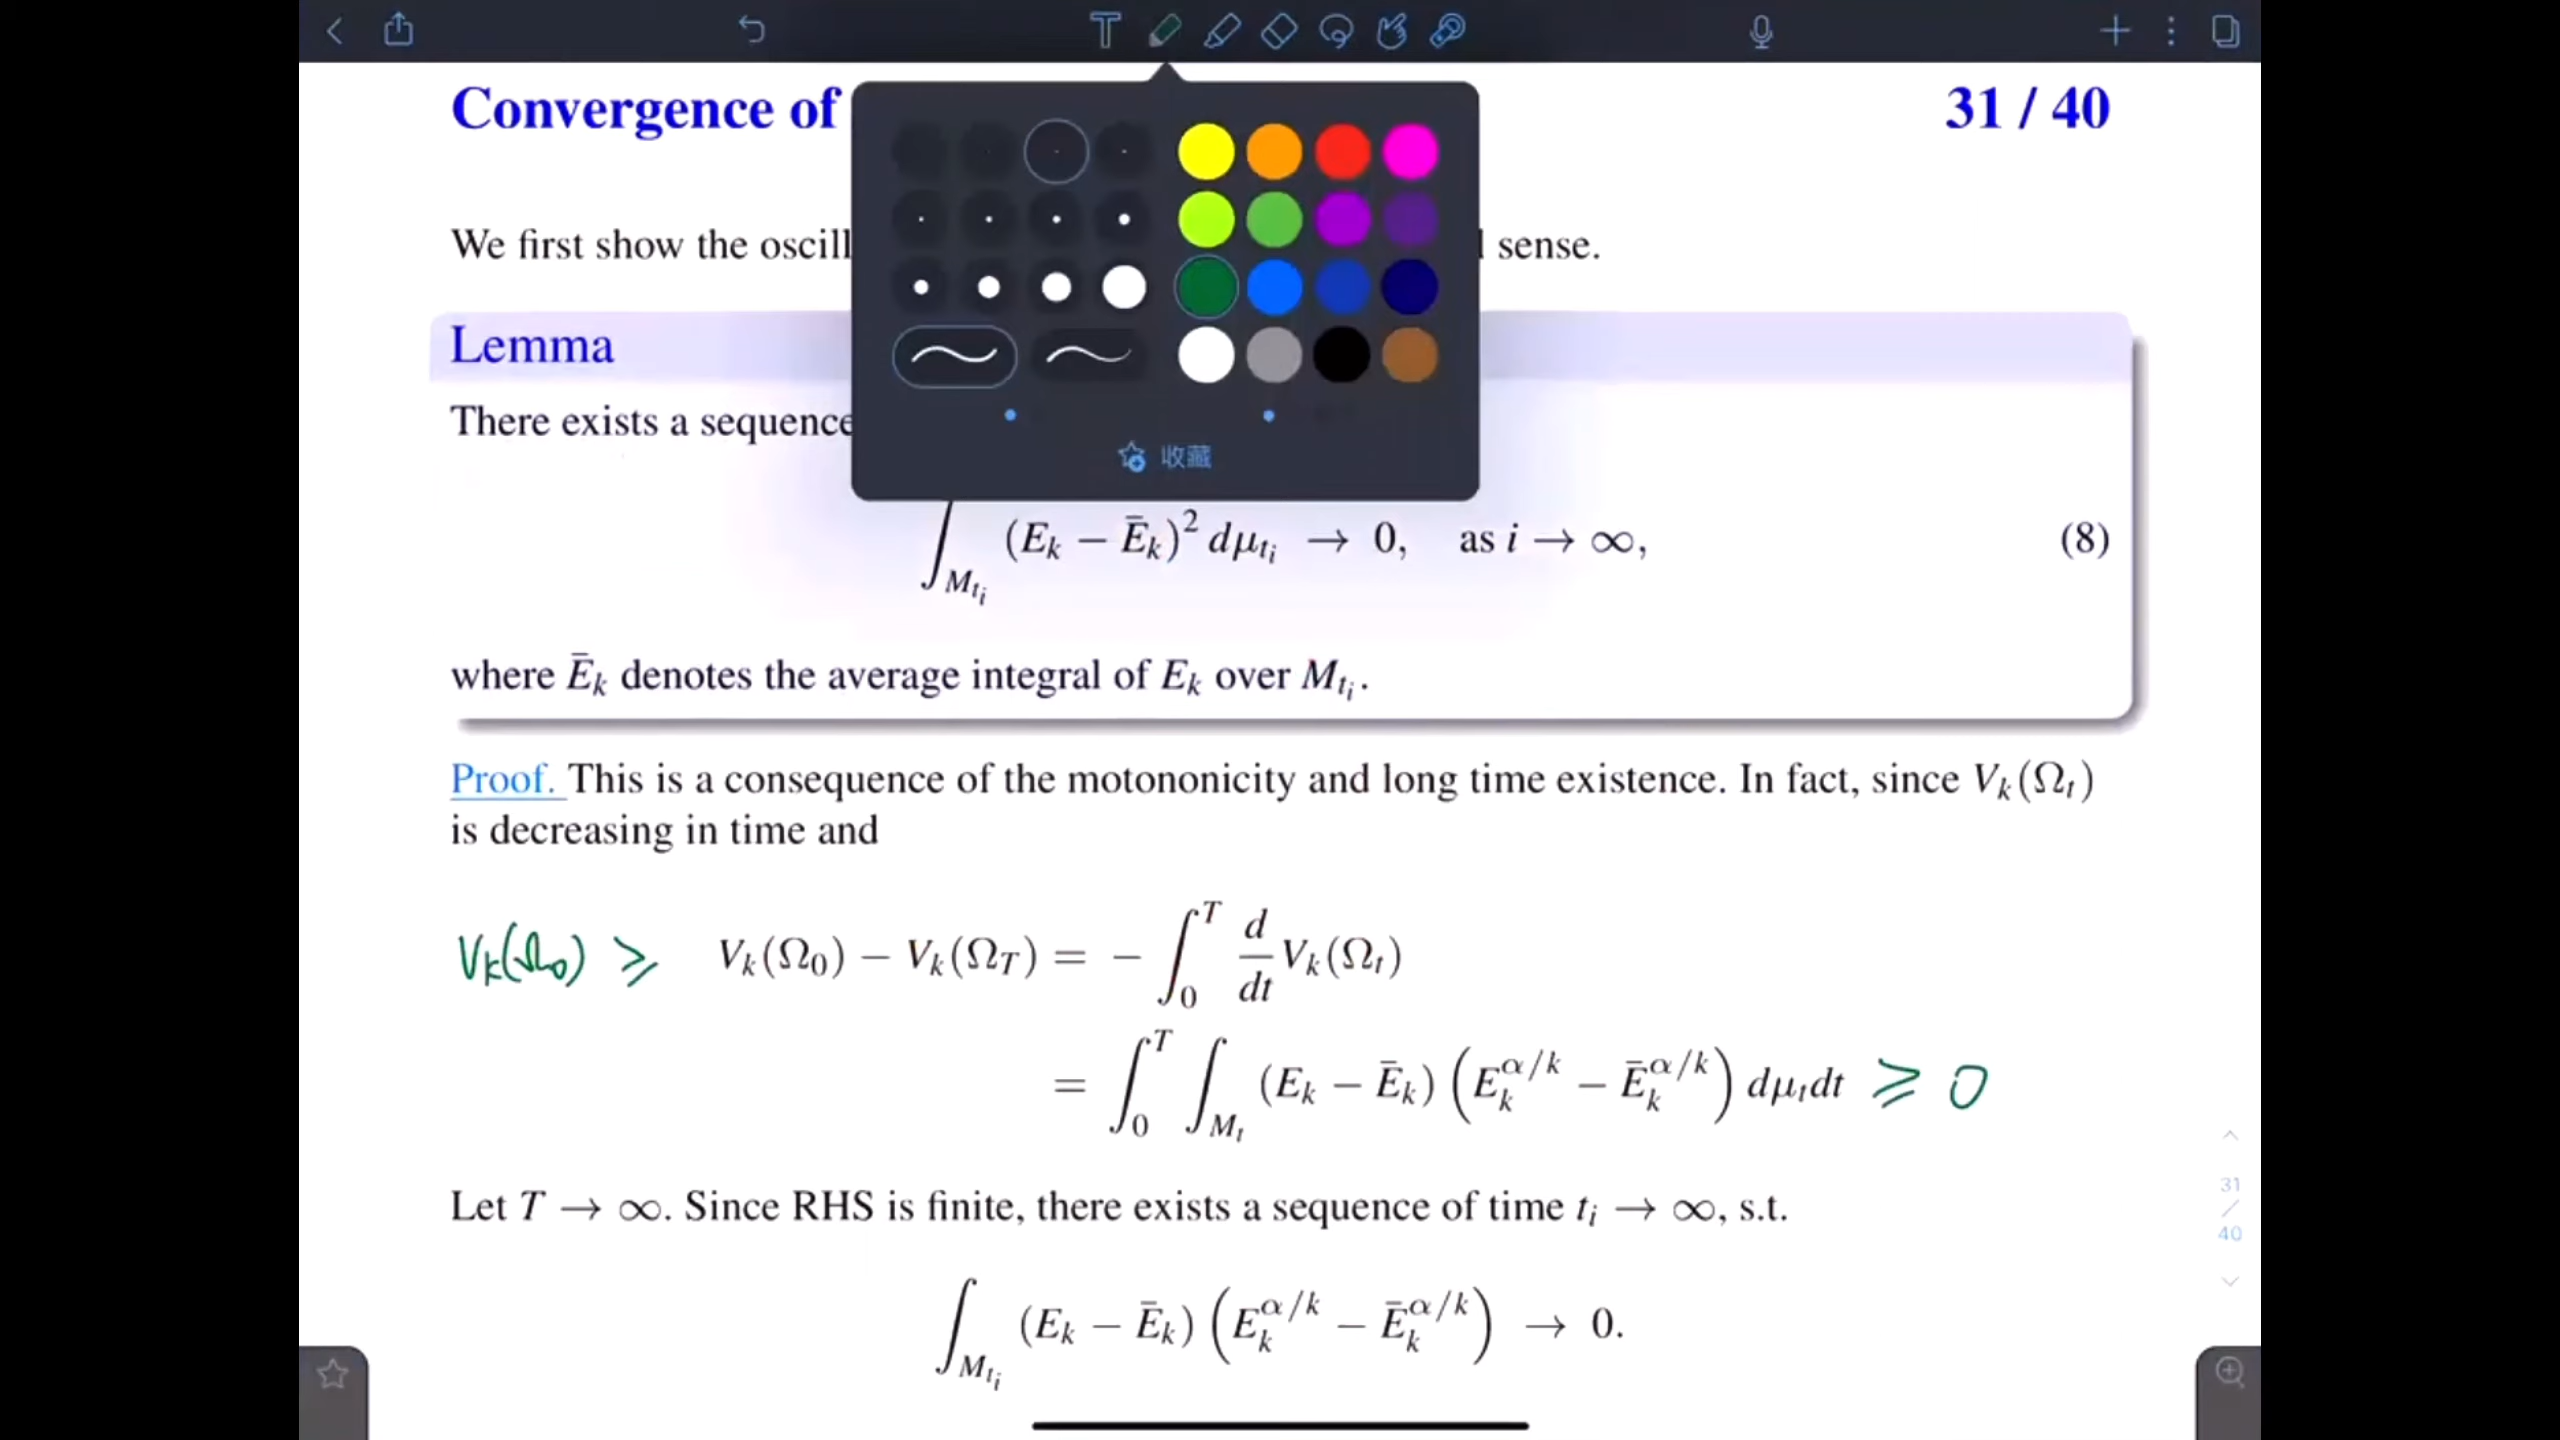 Convergence of
31 / 40
We first show the oscill
sense.
Lemma
There exists a sequence
收藏
∫_{M_{t_i}} (E_k − Ē_k)² dμ_{t_i} → 0, as i → ∞, (8)
where Ē_k denotes the average integral of E_k over M_{t_i}.
Proof. This is a consequence of the motononicity and long time existence. In fact, since V_k(Ω_t)
is decreasing in time and
V_k(Ω_0) ≥ V_k(Ω_0) − V_k(Ω_T) = − ∫_0^T d/dt V_k(Ω_t)
= ∫_0^T ∫_{M_t} (E_k − Ē_k) (E_k^{α/k} − Ē_k^{α/k}) dμ_t dt ≥ 0
Let T → ∞. Since RHS is finite, there exists a sequence of time t_i → ∞, s.t.
∫_{M_{t_i}} (E_k − Ē_k) (E_k^{α/k} − Ē_k^{α/k}) → 0.
31
/
40